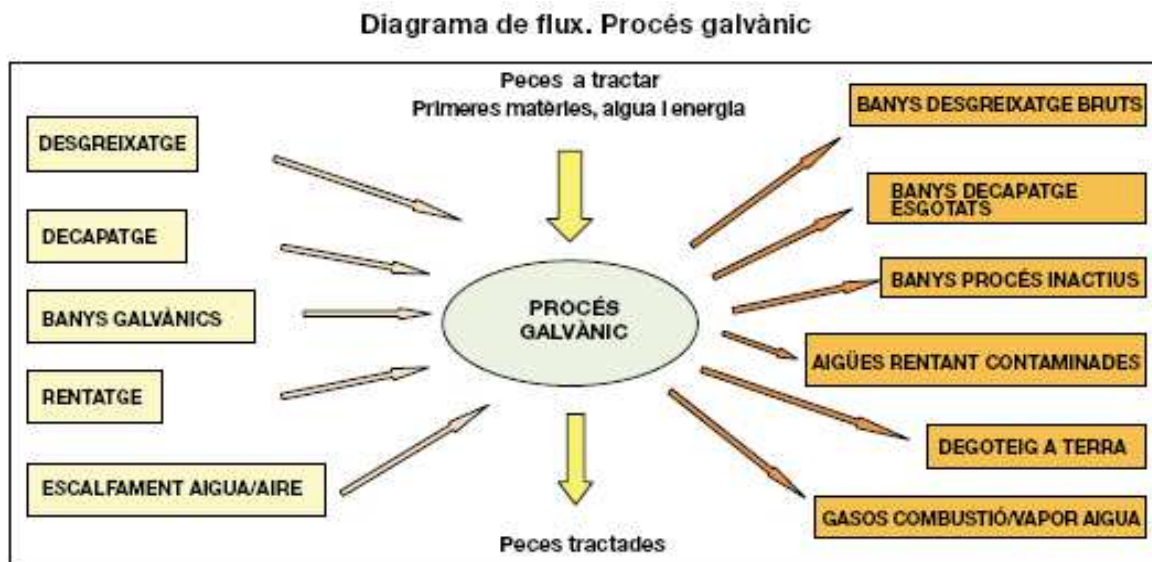 Diagrama de flux. Procés galvànic
Peces a tractar
Primeres matèries, aigua i energia
DESGREIXATGE
DECAPATGE
BANYS GALVÀNICS
RENTATGE
ESCALFAMENT AIGUA/AIRE
PROCÉS
GALVÀNIC
Peces tractades
BANYS DESGREIXATGE BRUTS
BANYS DECAPATGE
ESGOTATS
BANYS PROCÉS INACTIUS
AIGÜES RENTANT CONTAMINADES
DEGOTEIG A TERRA
GASOS COMBUSTIÓ/VAPOR AIGUA